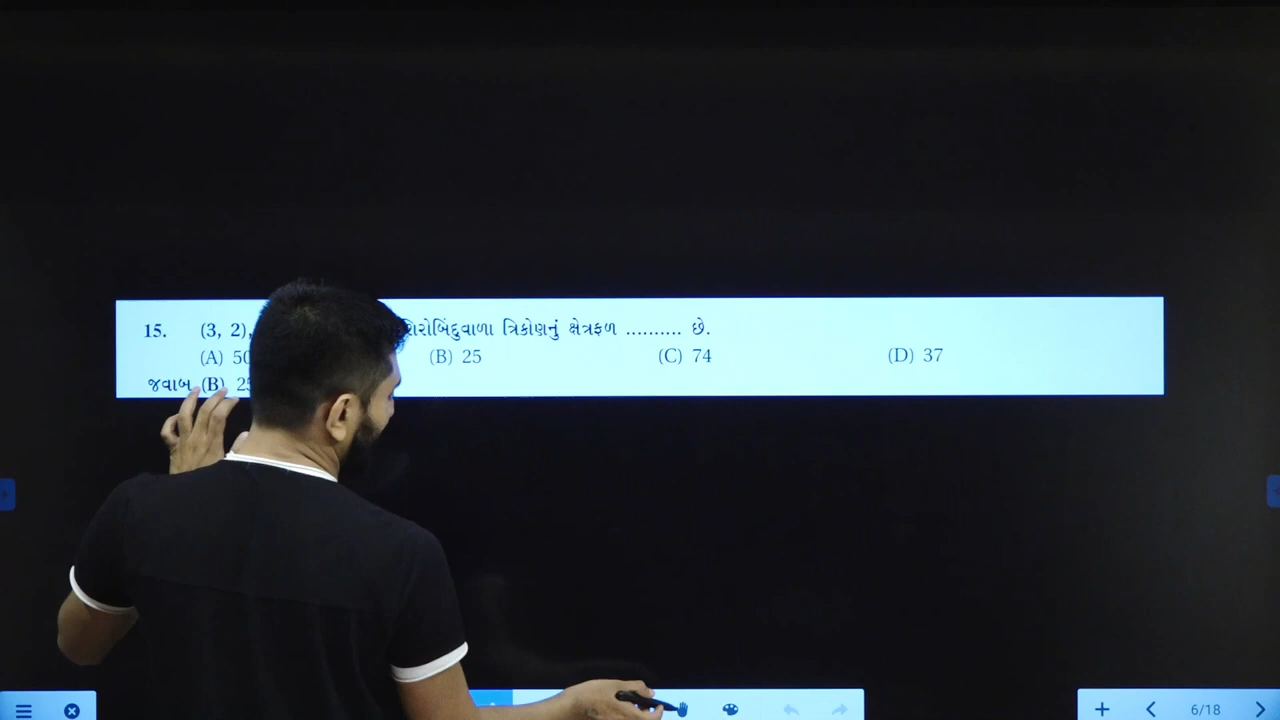 15. (3, 2), શિરોબિંદુવાળા ત્રિકોણનું ક્ષેત્રફળ .......... છે.
(A) 50 (B) 25 (C) 74 (D) 37
જવાબ (B) 25
6/18